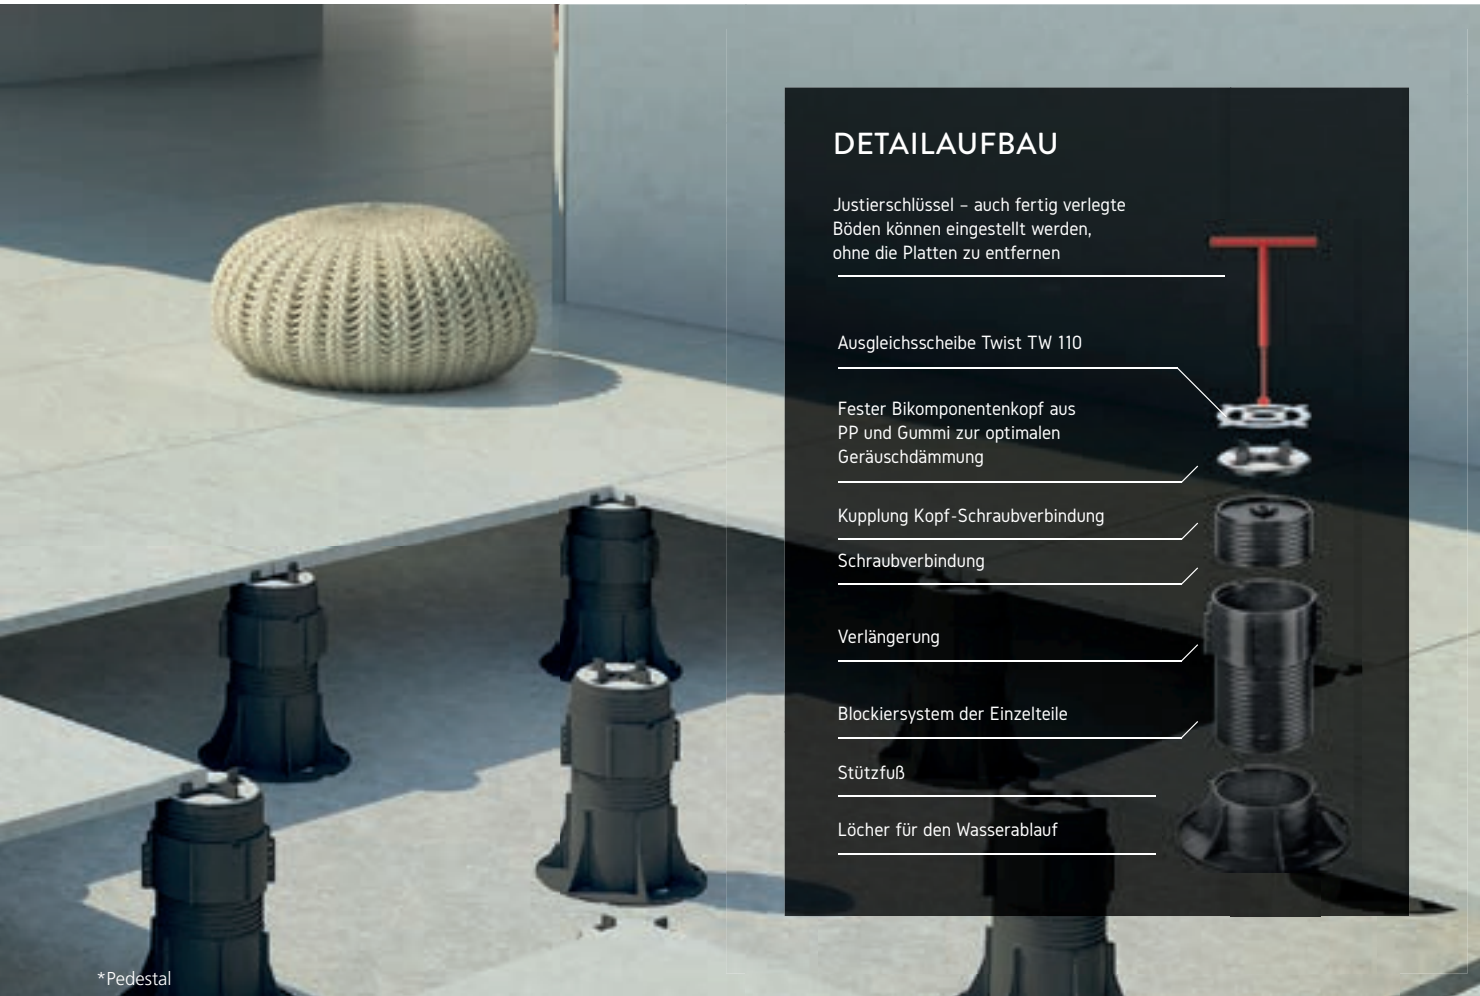 DETAILAUFBAU
Justierschlüssel – auch fertig verlegte
Böden können eingestellt werden,
ohne die Platten zu entfernen
Ausgleichsscheibe Twist TW 110
Fester Bikomponentenkopf aus
PP und Gummi zur optimalen
Geräuschdämmung
Kupplung Kopf-Schraubverbindung
Schraubverbindung
Verlängerung
Blockiersystem der Einzelteile
Stützfuß
Löcher für den Wasserablauf
*Pedestal